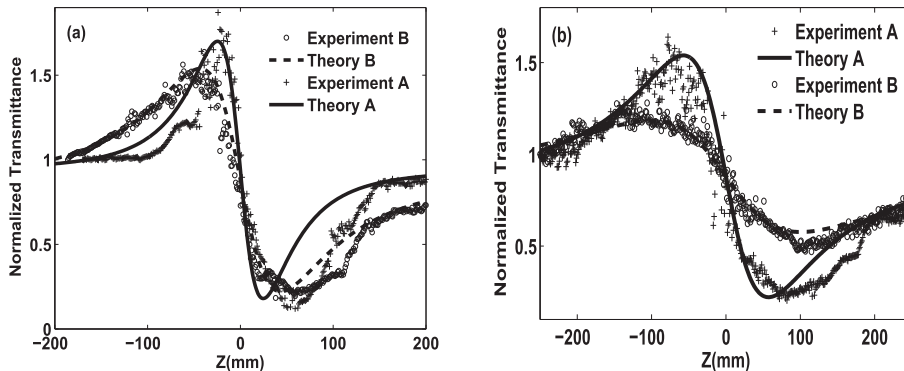 (a)
Experiment B
Theory B
Experiment A
Theory A
Normalized Transmittance
1.5
1
0.5
0
−200 −100 0 100 200
Z(mm)
(b)
Experiment A
Theory A
Experiment B
Theory B
Normalized Transmittance
1.5
1
0.5
−200 −100 0 100 200
Z(mm)